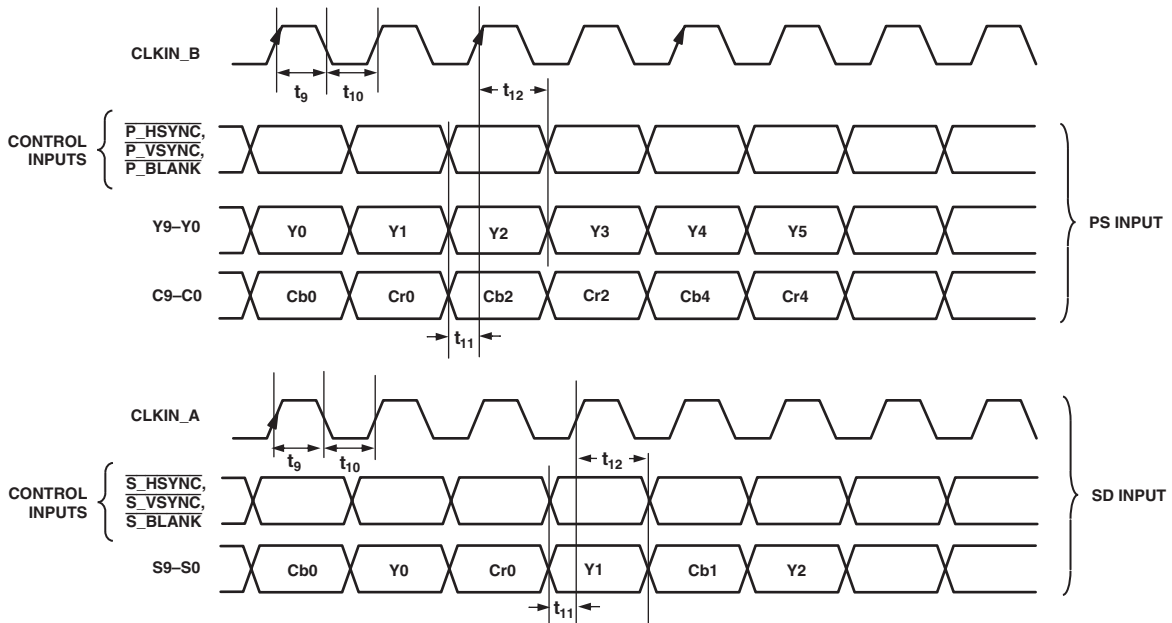 CLKIN_B
t9
t10
t12
CONTROL
INPUTS
P_HSYNC,
P_VSYNC,
P_BLANK
Y9–Y0
Y0
Y1
Y2
Y3
Y4
Y5
PS INPUT
C9–C0
Cb0
Cr0
Cb2
Cr2
Cb4
Cr4
t11
CLKIN_A
t9
t10
t12
CONTROL
INPUTS
S_HSYNC,
S_VSYNC,
S_BLANK
SD INPUT
S9–S0
Cb0
Y0
Cr0
Y1
Cb1
Y2
t11